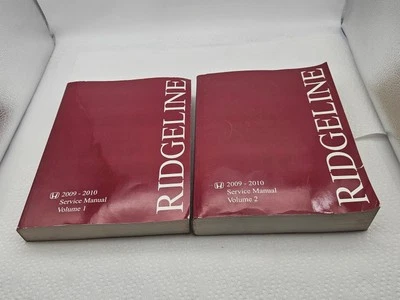 RIDGELINE
2009 - 2010
Service Manual
Volume 1
RIDGELINE
2009 - 2010
Service Manual
Volume 2